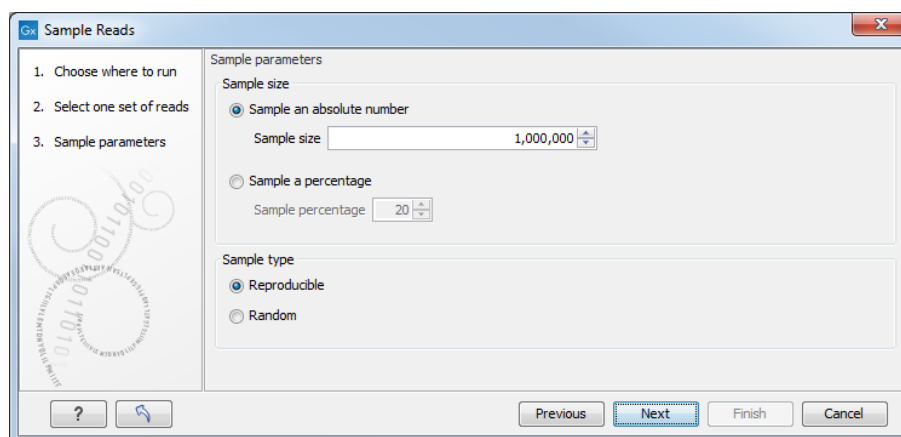 Gx Sample Reads
1. Choose where to run
2. Select one set of reads
3. Sample parameters
Sample parameters
Sample size
Sample an absolute number
Sample size 1,000,000
Sample a percentage
Sample percentage 20
Sample type
Reproducible
Random
? Previous Next Finish Cancel